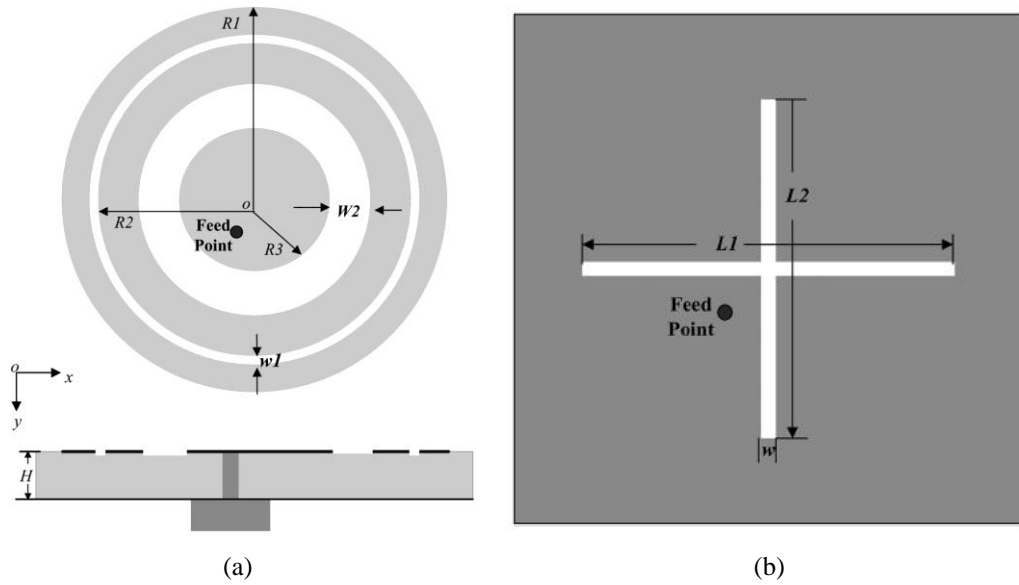 R1
R2
o
W2
Feed
Point
R3
w1
o
x
y
H
(a)
L2
L1
Feed
Point
w
(b)